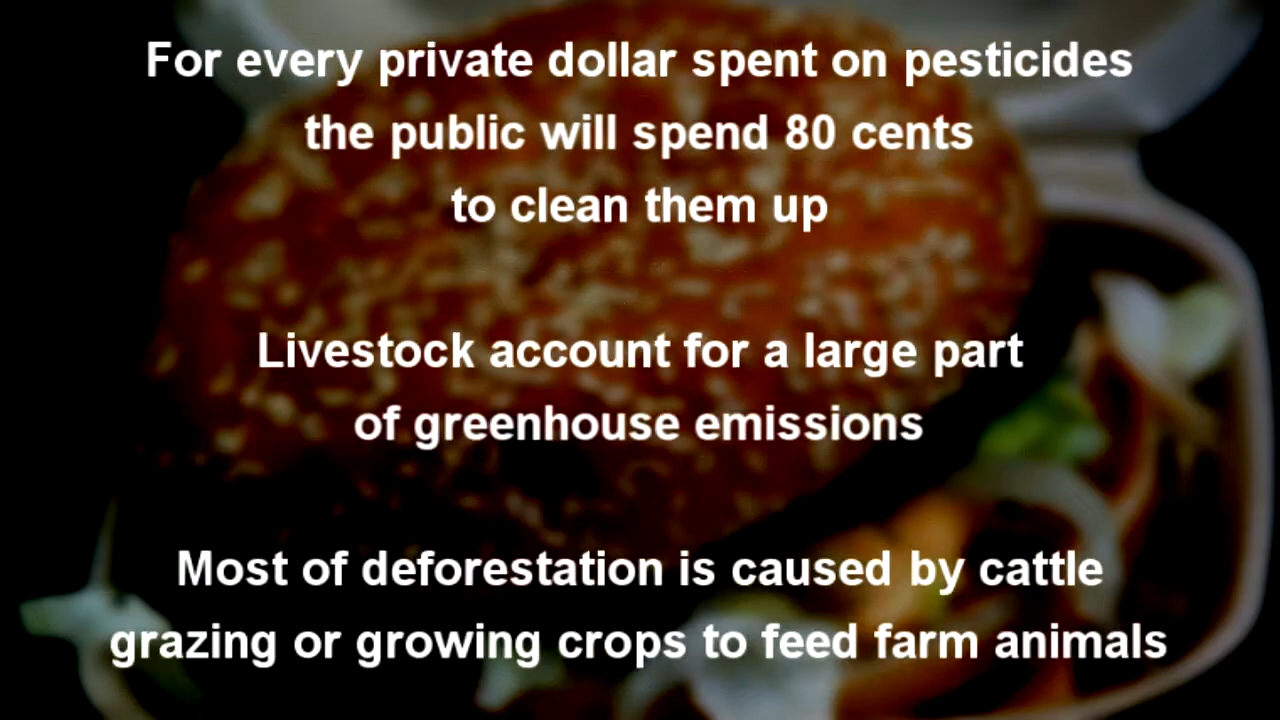 For every private dollar spent on pesticides
the public will spend 80 cents
to clean them up
Livestock account for a large part
of greenhouse emissions
Most of deforestation is caused by cattle
grazing or growing crops to feed farm animals